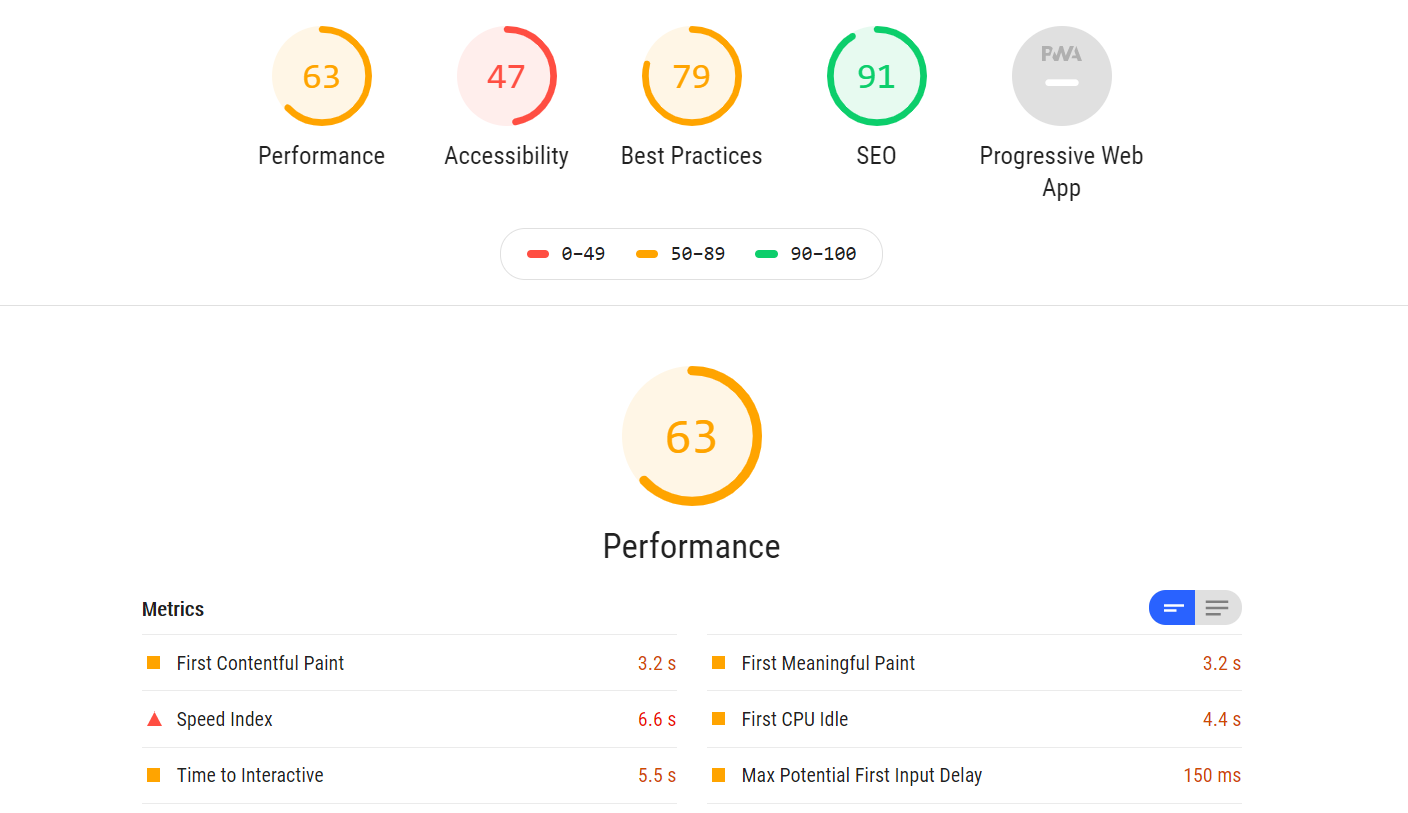 63 47 79 91 PWA
Performance Accessibility Best Practices SEO Progressive Web
App
0–49 50–89 90–100
63
Performance
Metrics
First Contentful Paint 3.2 s First Meaningful Paint 3.2 s
Speed Index 6.6 s First CPU Idle 4.4 s
Time to Interactive 5.5 s Max Potential First Input Delay 150 ms